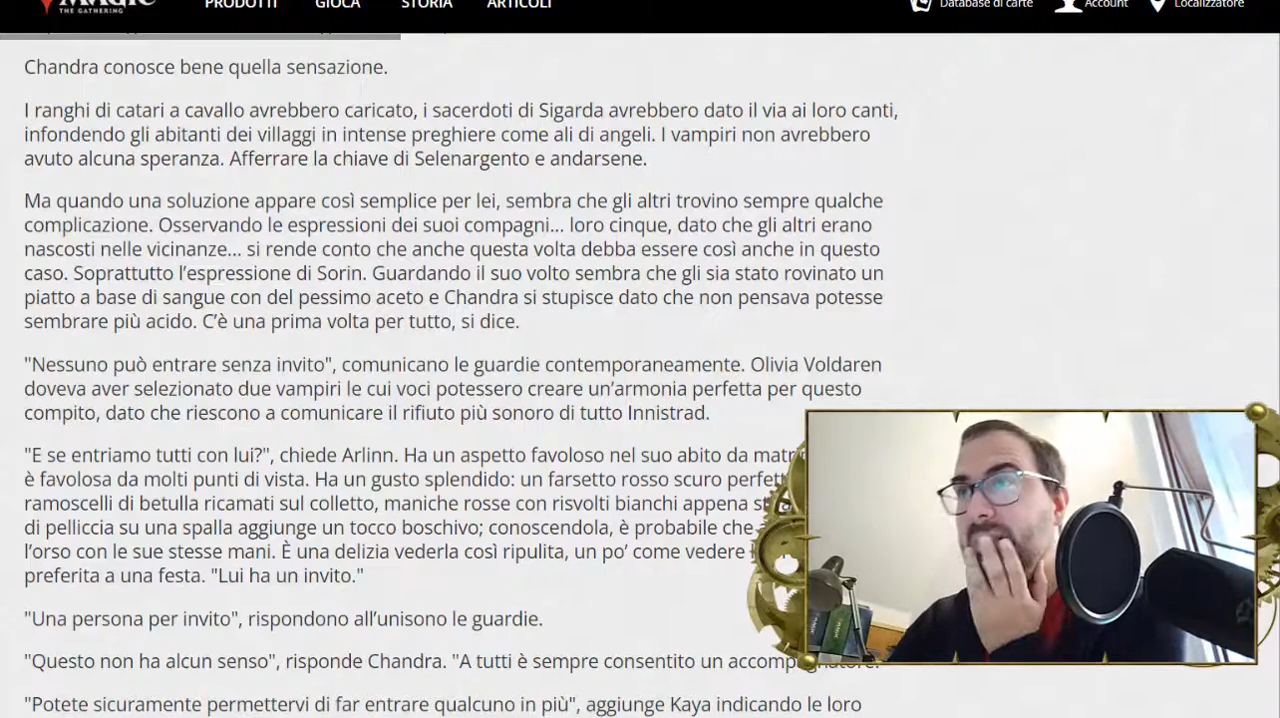 MAGIC
THE GATHERING
PRODOTTI
GIOCA
STORIA
ARTICOLI
Database di carte
Account
Localizzatore
Chandra conosce bene quella sensazione.
I ranghi di catari a cavallo avrebbero caricato, i sacerdoti di Sigarda avrebbero dato il via ai loro canti,
infondendo gli abitanti dei villaggi in intense preghiere come ali di angeli. I vampiri non avrebbero
avuto alcuna speranza. Afferrare la chiave di Selenargento e andarsene.
Ma quando una soluzione appare così semplice per lei, sembra che gli altri trovino sempre qualche
complicazione. Osservando le espressioni dei suoi compagni... loro cinque, dato che gli altri erano
nascosti nelle vicinanze... si rende conto che anche questa volta debba essere così anche in questo
caso. Soprattutto l'espressione di Sorin. Guardando il suo volto sembra che gli sia stato rovinato un
piatto a base di sangue con del pessimo aceto e Chandra si stupisce dato che non pensava potesse
sembrare più acido. C'è una prima volta per tutto, si dice.
"Nessuno può entrare senza invito", comunicano le guardie contemporaneamente. Olivia Voldaren
doveva aver selezionato due vampiri le cui voci potessero creare un'armonia perfetta per questo
compito, dato che riescono a comunicare il rifiuto più sonoro di tutto Innistrad.
"E se entriamo tutti con lui?", chiede Arlinn. Ha un aspetto favoloso nel suo abito da
è favolosa da molti punti di vista. Ha un gusto splendido: un farsetto rosso scuro
ramoscelli di betulla ricamati sul colletto, maniche rosse con risvolti bianchi appena
di pelliccia su una spalla aggiunge un tocco boschivo; conoscendola, è probabile che
l'orso con le sue stesse mani. È una delizia vederla così ripulita, un po' come vedere
preferita a una festa. "Lui ha un invito."
"Una persona per invito", rispondono all'unisono le guardie.
"Questo non ha alcun senso", risponde Chandra. "A tutti è sempre consentito un accompagnatore."
"Potete sicuramente permettervi di far entrare qualcuno in più", aggiunge Kaya indicando le loro